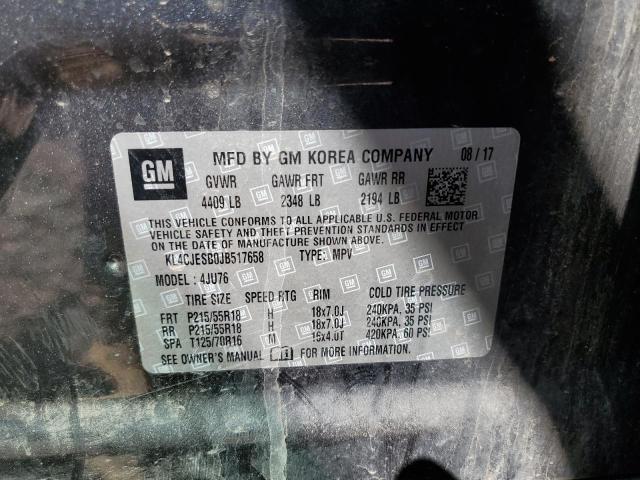 GM
MFD BY GM KOREA COMPANY 08/17
GVWR GAWR FRT GAWR RR
4409 LB 2348 LB 2194 LB
THIS VEHICLE CONFORMS TO ALL APPLICABLE U.S. FEDERAL MOTOR
VEHICLE SAFETY, BUMPER, AND THEFT PREVENTION
STANDARDS IN EFFECT
ON THE DATE OF MANUFACTURE SHOWN ABOVE.
KL4CJESB0JB517658 TYPE: MPV
MODEL: 4JU76
TIRE SIZE SPEED RTG RIM COLD TIRE PRESSURE
FRT P215/55R18 H 18x7.0J 240KPA, 35 PSI
RR P215/55R18 H 18x7.0J 240KPA, 35 PSI
SPA T125/70R16 M 16x4.0T 420KPA, 60 PSI
SEE OWNER'S MANUAL FOR MORE INFORMATION.